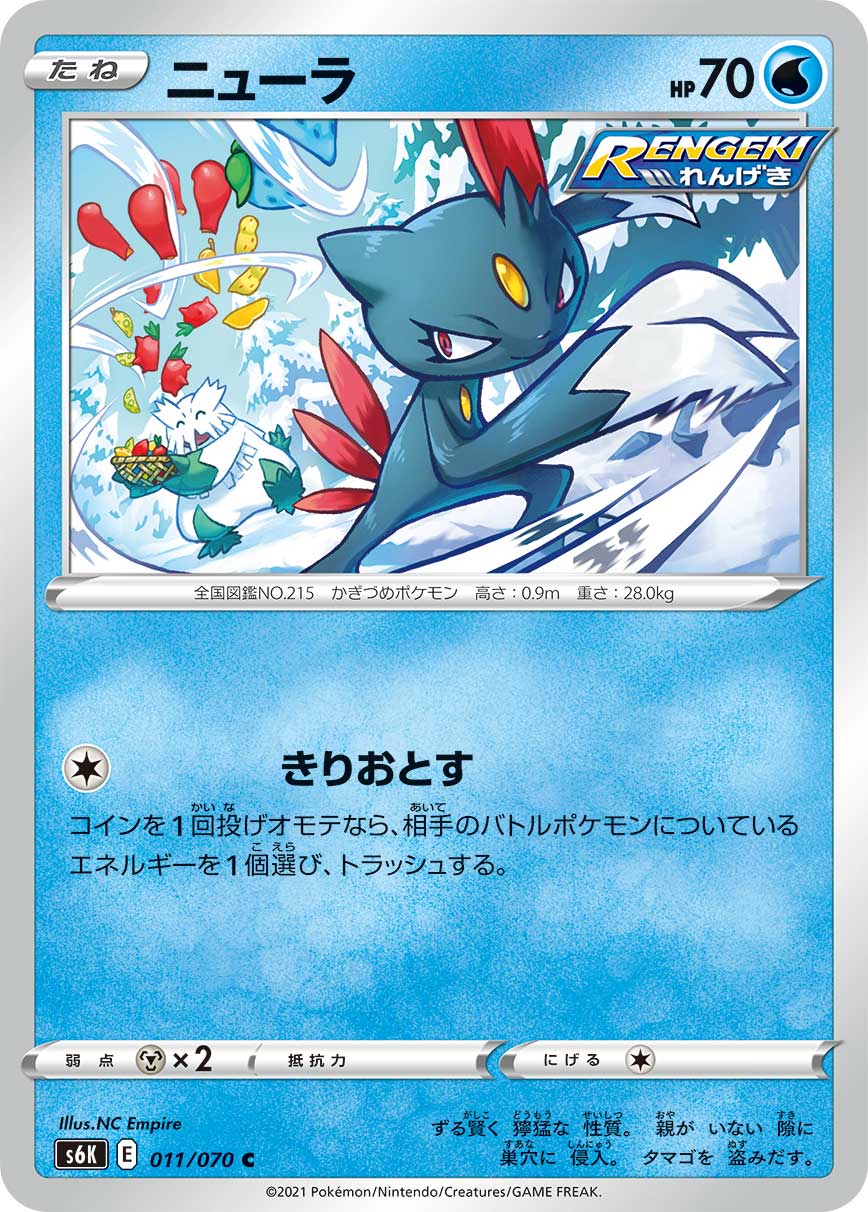 たね
ニューラ
HP70
RENGEKI
れんげき
全国図鑑NO.215 かぎづめポケモン 高さ:0.9m 重さ:28.0kg
きりおとす
コインを1回投げオモテなら、相手のバトルポケモンについている
エネルギーを1個選び、トラッシュする。
弱点 ×2 抵抗力 にげる
Illus.NC Empire
ずる賢く 獰猛な 性質。 親が いない 隙に
巣穴に 侵入。 タマゴを 盗みだす。
s6K E 011/070 C
©2021 Pokémon/Nintendo/Creatures/GAME FREAK.